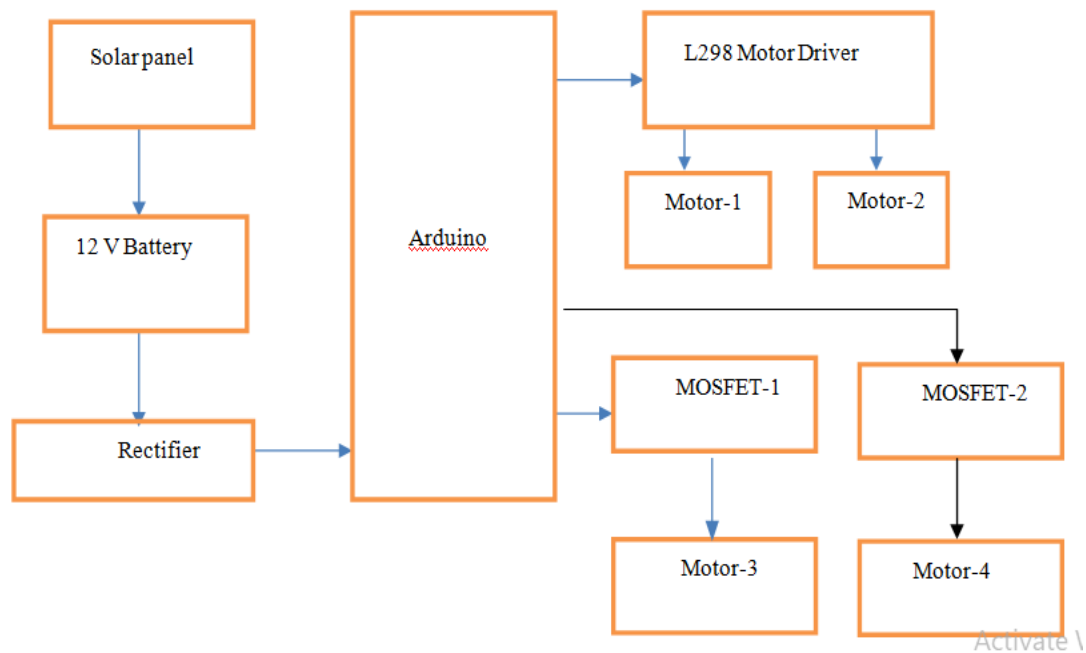 Solar panel
12 V Battery
Rectifier
Arduino
L298 Motor Driver
Motor-1
Motor-2
MOSFET-1
MOSFET-2
Motor-3
Motor-4
Activate